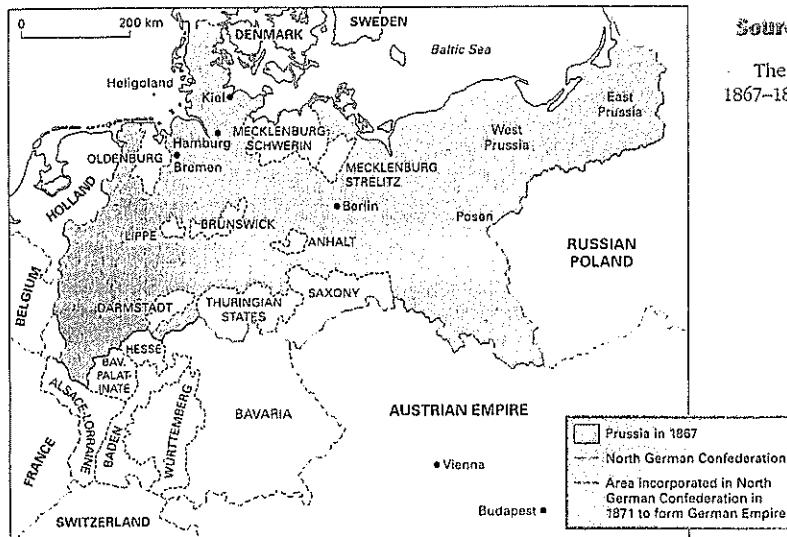 0 200 km
SWEDEN
DENMARK
Baltic Sea
Heligoland
Kiel
East
Prussia
West
Prussia
Hamburg
MECKLENBURG
SCHWERIN
OLDENBURG
Bremen
MECKLENBURG
STRELITZ
HOLLAND
Berlin
Posen
LIPPE
BRUNSWICK
ANHALT
RUSSIAN
POLAND
BELGIUM
DARMSTADT
THURINGIAN
STATES
SAXONY
HESSE
BAV.
PALAT-
INATE
ALSACE-LORRAINE
BADEN
WÜRTTEMBERG
BAVARIA
AUSTRIAN EMPIRE
FRANCE
Vienna
SWITZERLAND
Budapest
Prussia in 1867
North German Confederation
Area incorporated in North
German Confederation in
1871 to form German Empire
The
1867–18